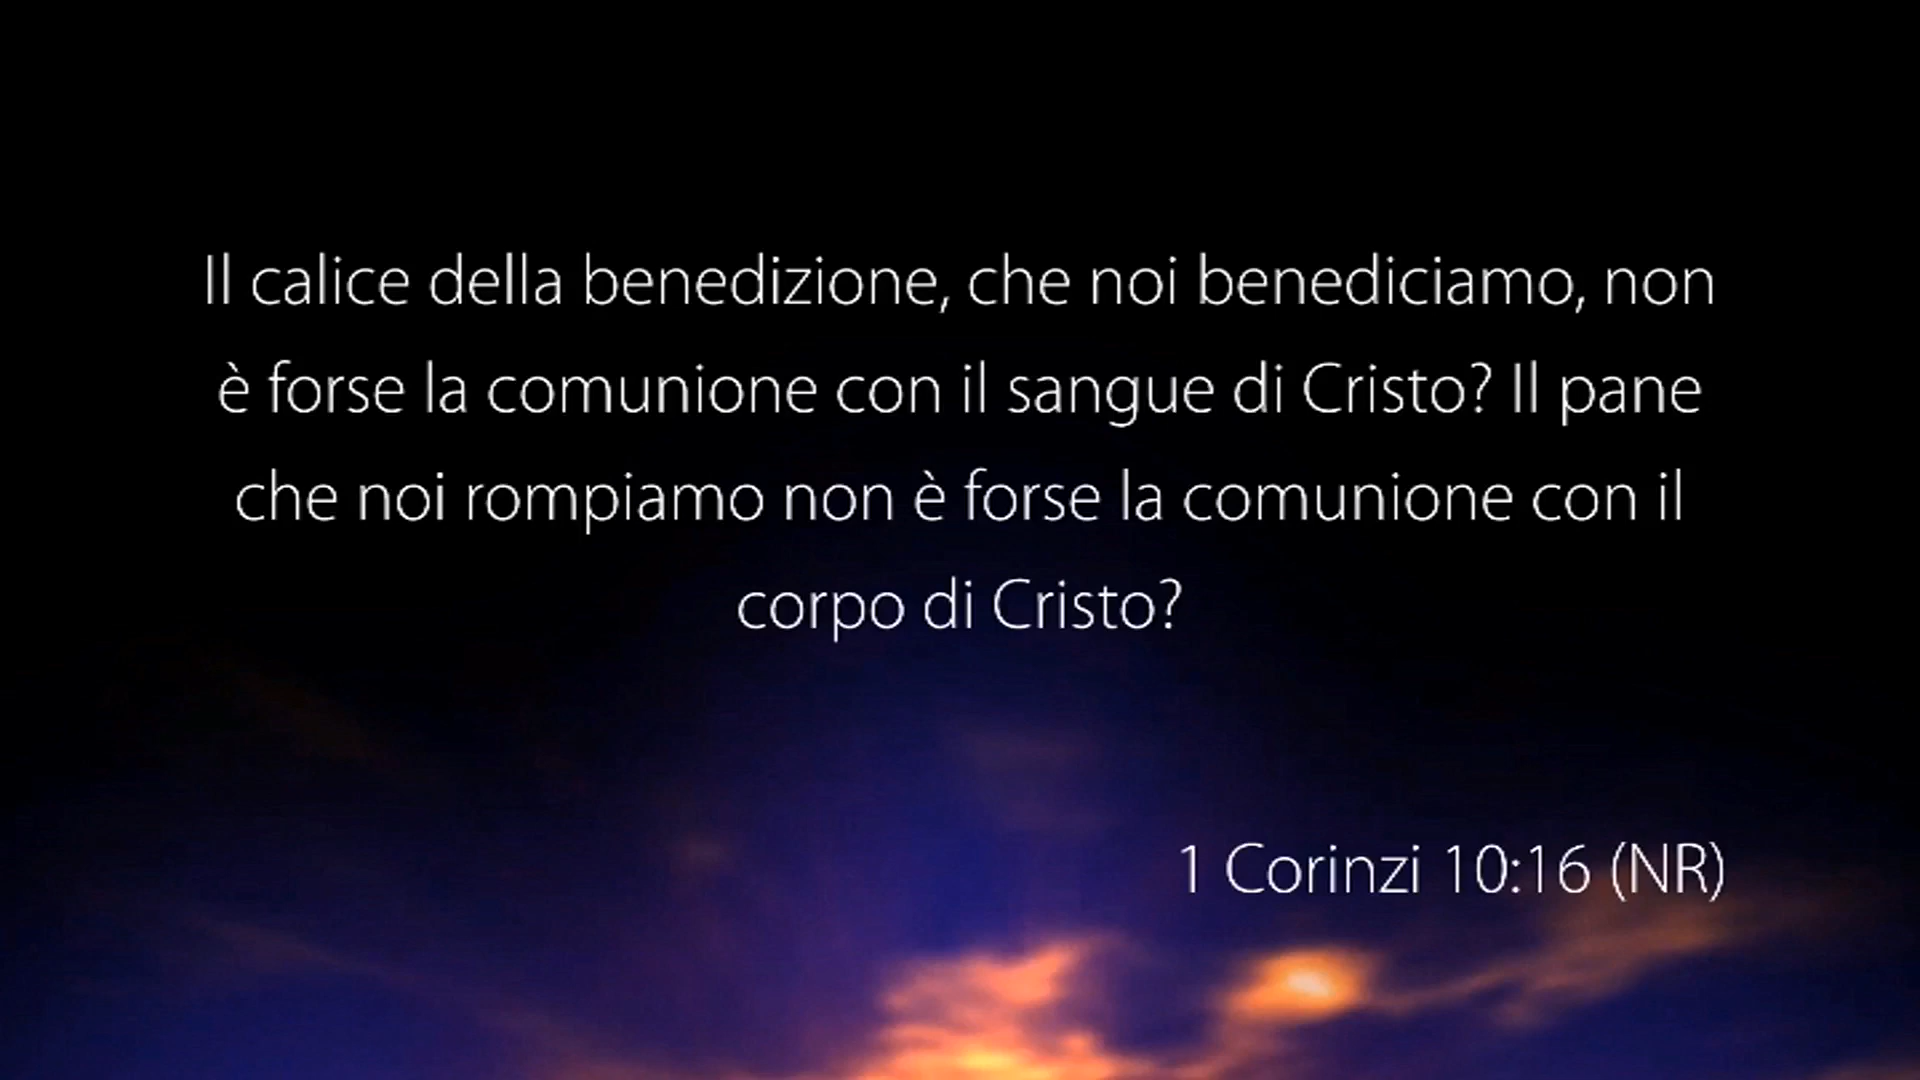 Il calice della benedizione, che noi benediciamo, non
è forse la comunione con il sangue di Cristo? Il pane
che noi rompiamo non è forse la comunione con il
corpo di Cristo?
1 Corinzi 10:16 (NR)